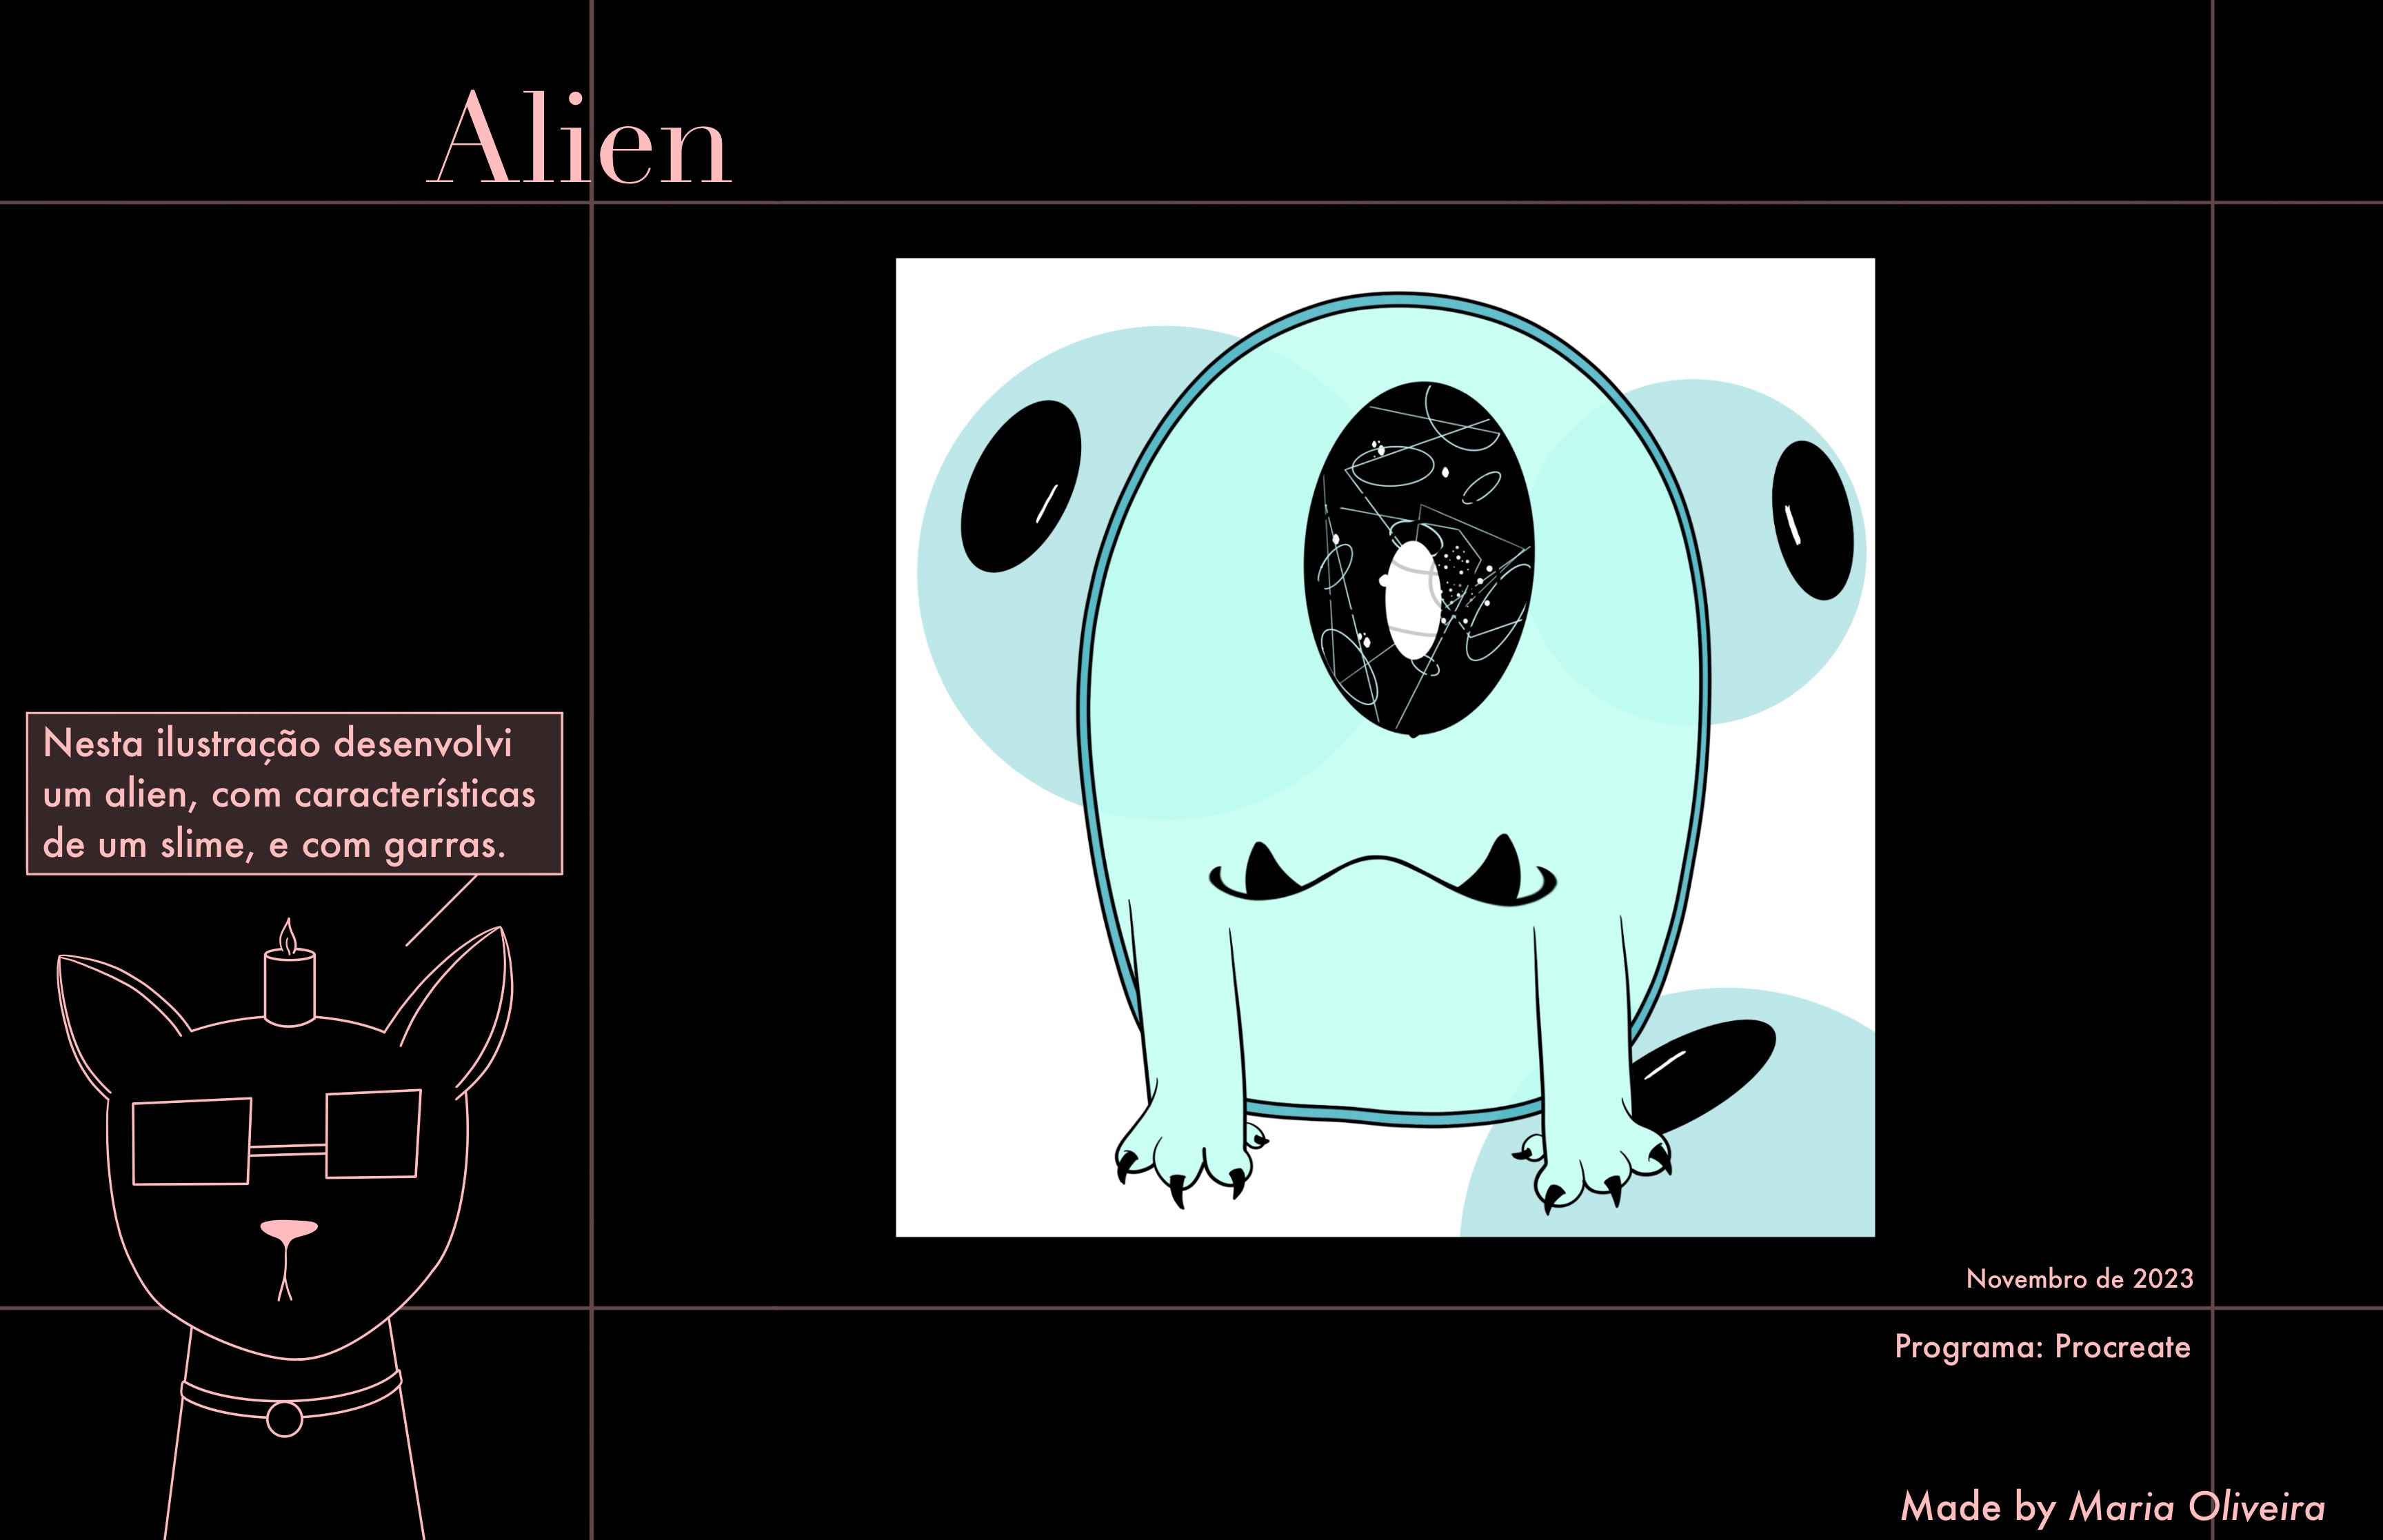 Alien
Nesta ilustração desenvolvi
um alien, com características
de um slime, e com garras.
Novembro de 2023
Programa: Procreate
Made by Maria Oliveira